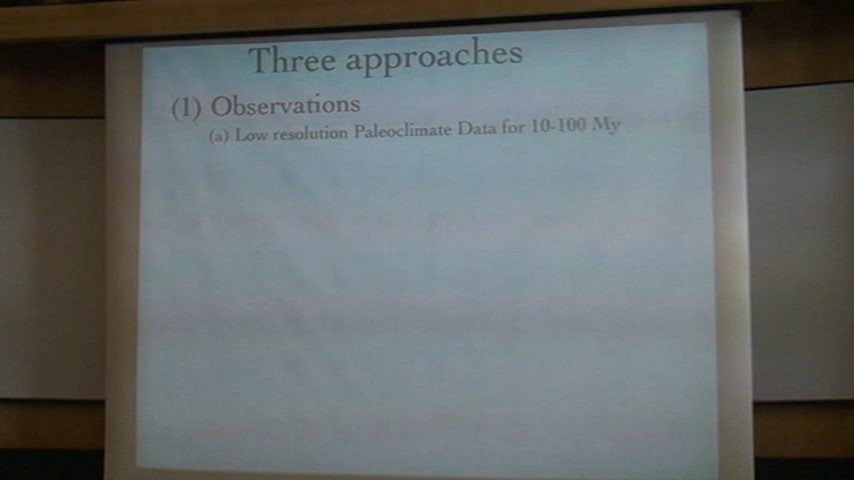 Three approaches
(1) Observations
(a) Low resolution Paleoclimate Data for 10-100 My